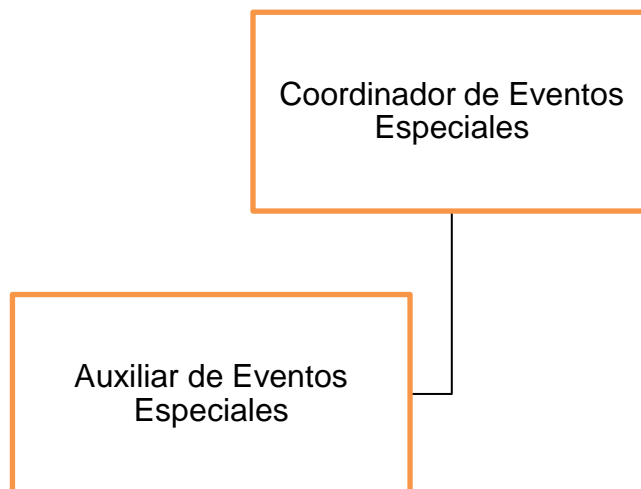 Coordinador de Eventos
Especiales
Auxiliar de Eventos
Especiales